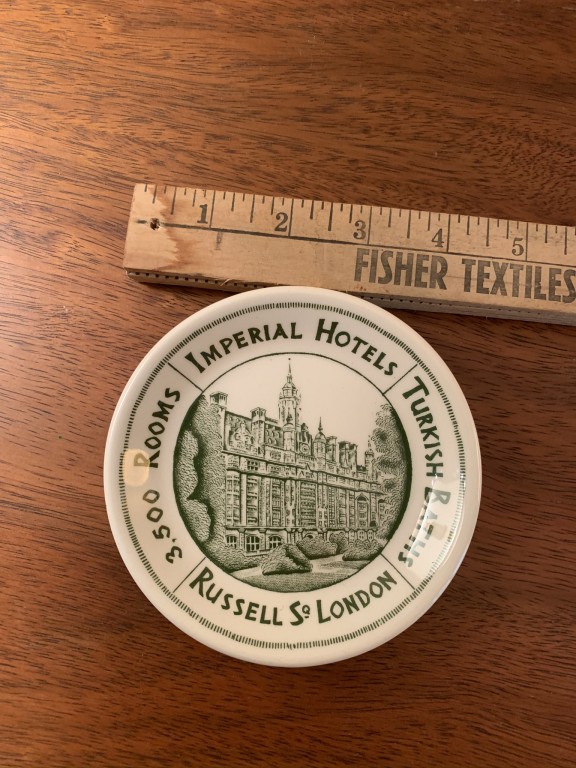 1 2 3 4 5
FISHER TEXTILES
IMPERIAL HOTELS
TURKISH BATHS
RUSSELL SQ LONDON
3,500 ROOMS